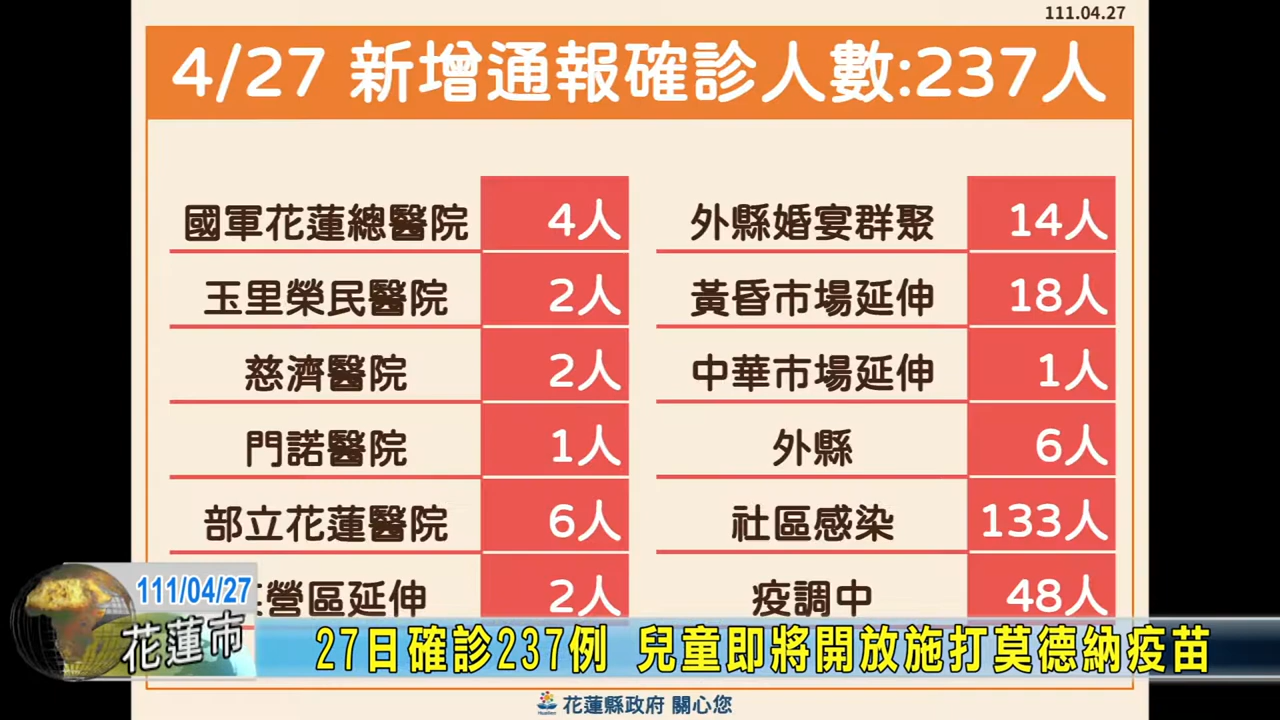 111.04.27
4/27 新增通報確診人數:237人
國軍花蓮總醫院 4人
外縣婚宴群聚 14人
玉里榮民醫院 2人
黃昏市場延伸 18人
慈濟醫院 2人
中華市場延伸 1人
門諾醫院 1人
外縣 6人
部立花蓮醫院 6人
社區感染 133人
營區延伸 2人
疫調中 48人
111/04/27
花蓮市
27日確診237例 兒童即將開放施打莫德納疫苗
花蓮縣政府 關心您